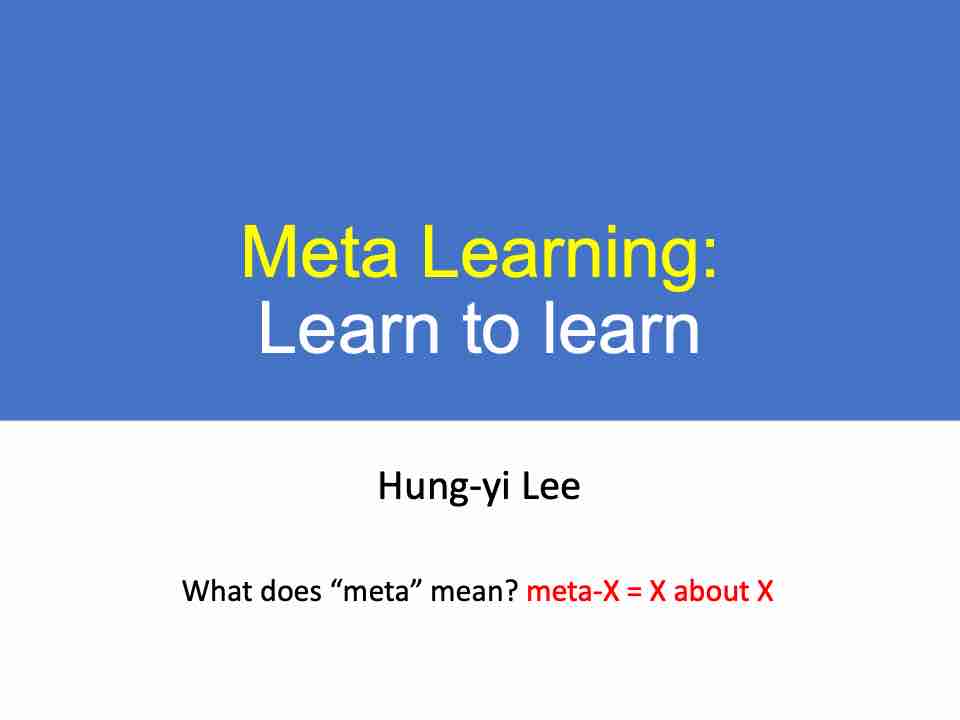 Meta Learning:
Learn to learn
Hung-yi Lee
What does “meta” mean? meta-X = X about X